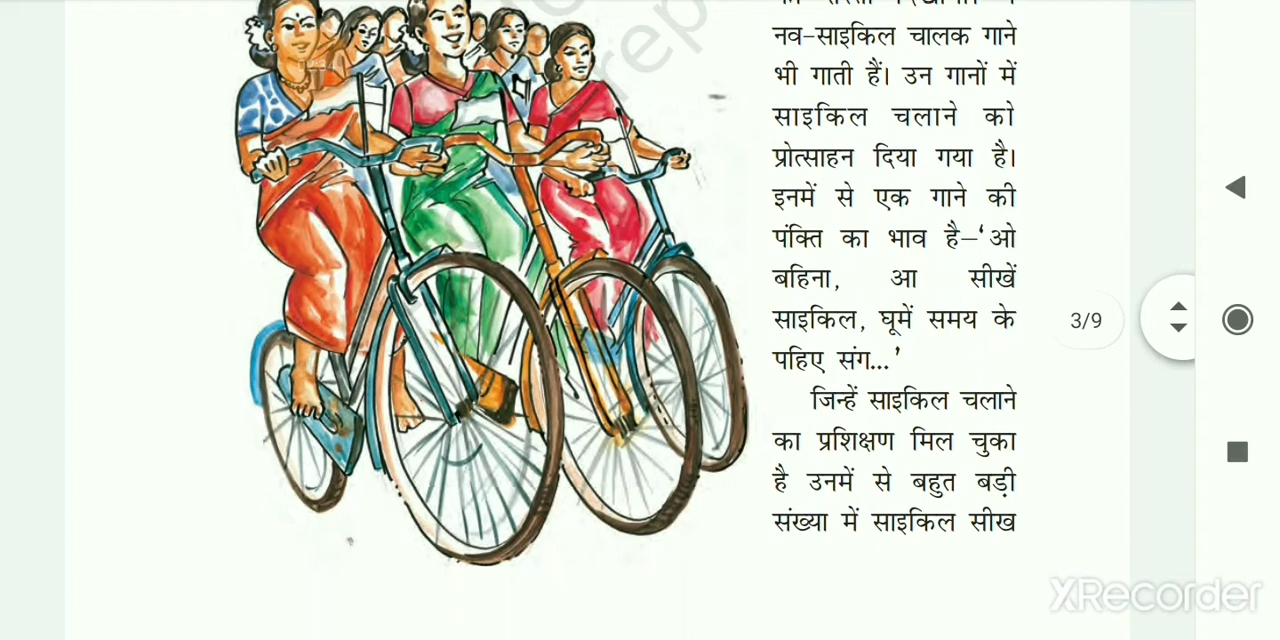 नव-साइकिल चालक गाने
भी गाती हैं। उन गानों में
साइकिल चलाने को
प्रोत्साहन दिया गया है।
इनमें से एक गाने की
पंक्ति का भाव है–‘ओ
बहिना, आ सीखें
साइकिल, घूमें समय के
पहिए संग...’
जिन्हें साइकिल चलाने
का प्रशिक्षण मिल चुका
है उनमें से बहुत बड़ी
संख्या में साइकिल सीख
3/9
XRecorder